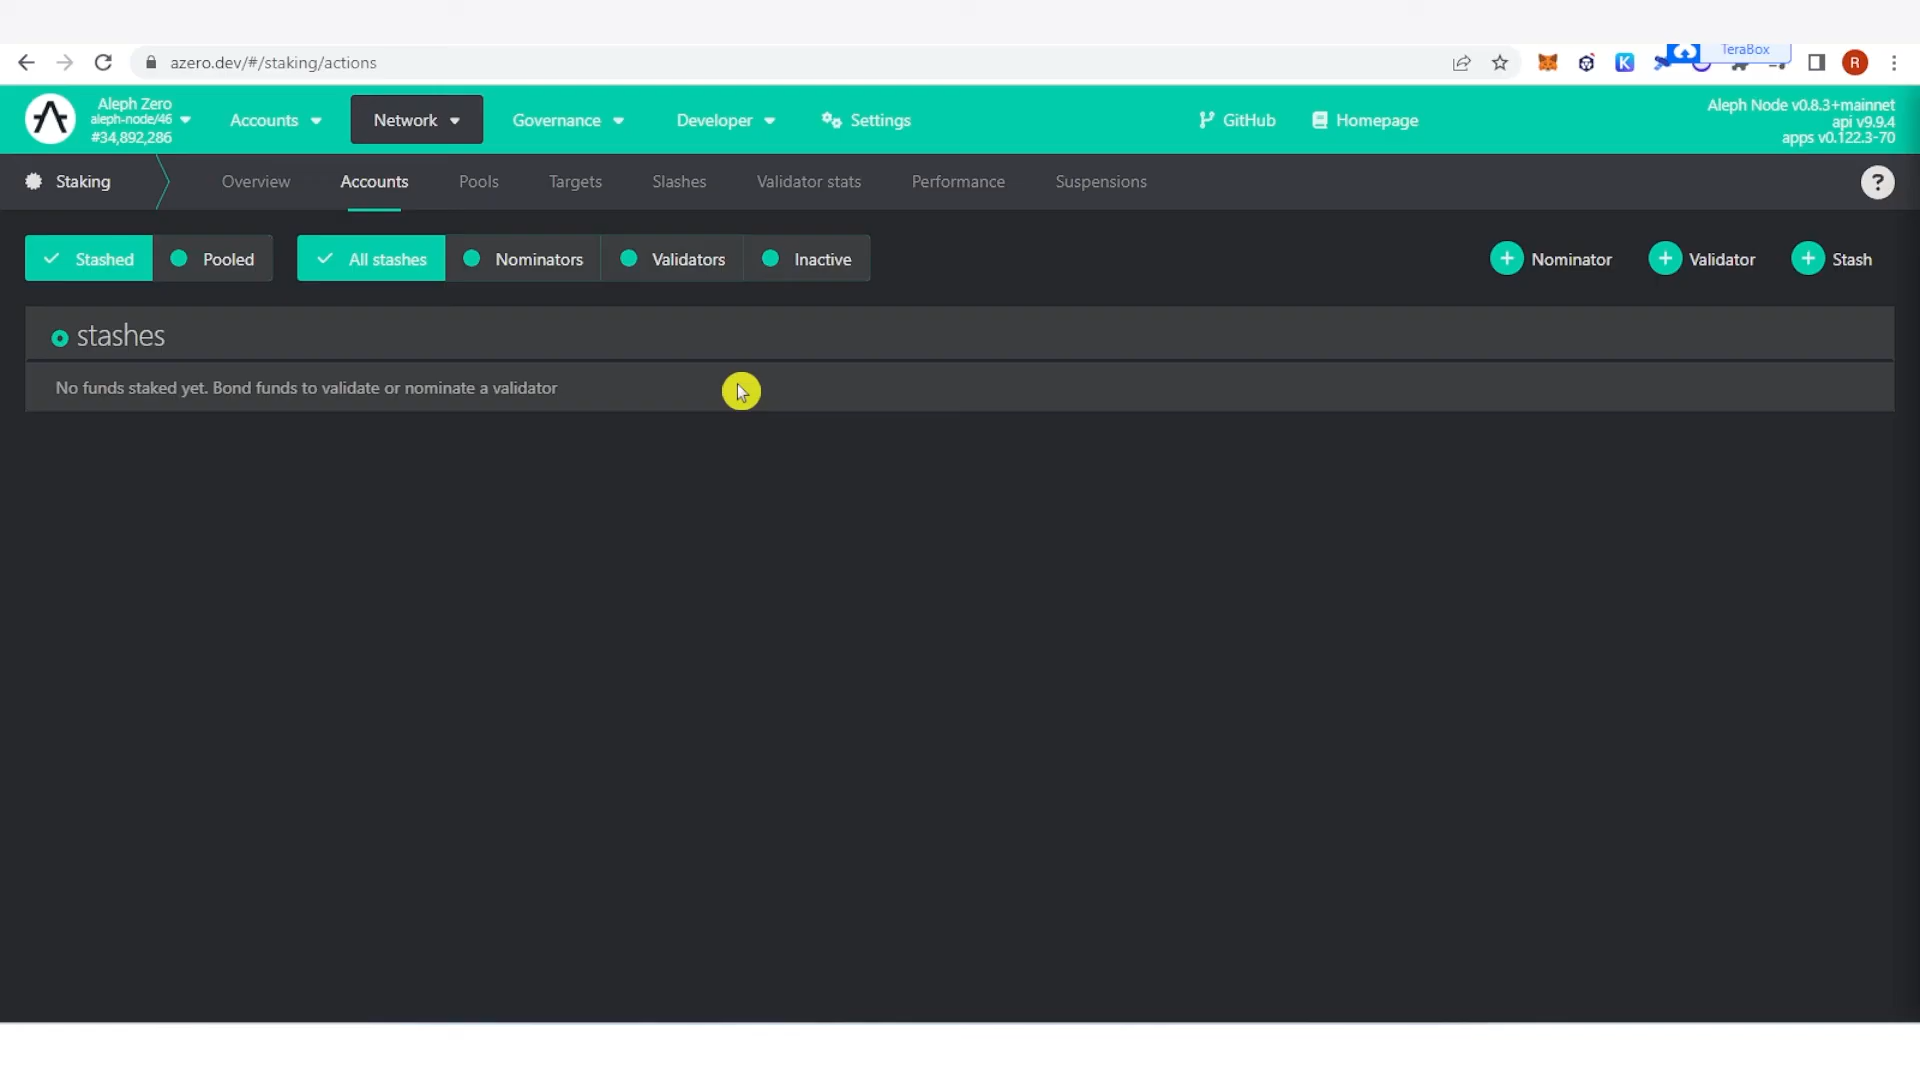 TeraBox
azero.dev/#/staking/actions
K
R
Aleph Zero
aleph-node/46
#34,892,286
Accounts
Network
Governance
Developer
Settings
GitHub
Homepage
Aleph Node v0.8.3+mainnet
api v9.9.4
apps v0.122.3-70
Staking
Overview
Accounts
Pools
Targets
Slashes
Validator stats
Performance
Suspensions
?
Stashed
Pooled
All stashes
Nominators
Validators
Inactive
Nominator
Validator
Stash
stashes
No funds staked yet. Bond funds to validate or nominate a validator